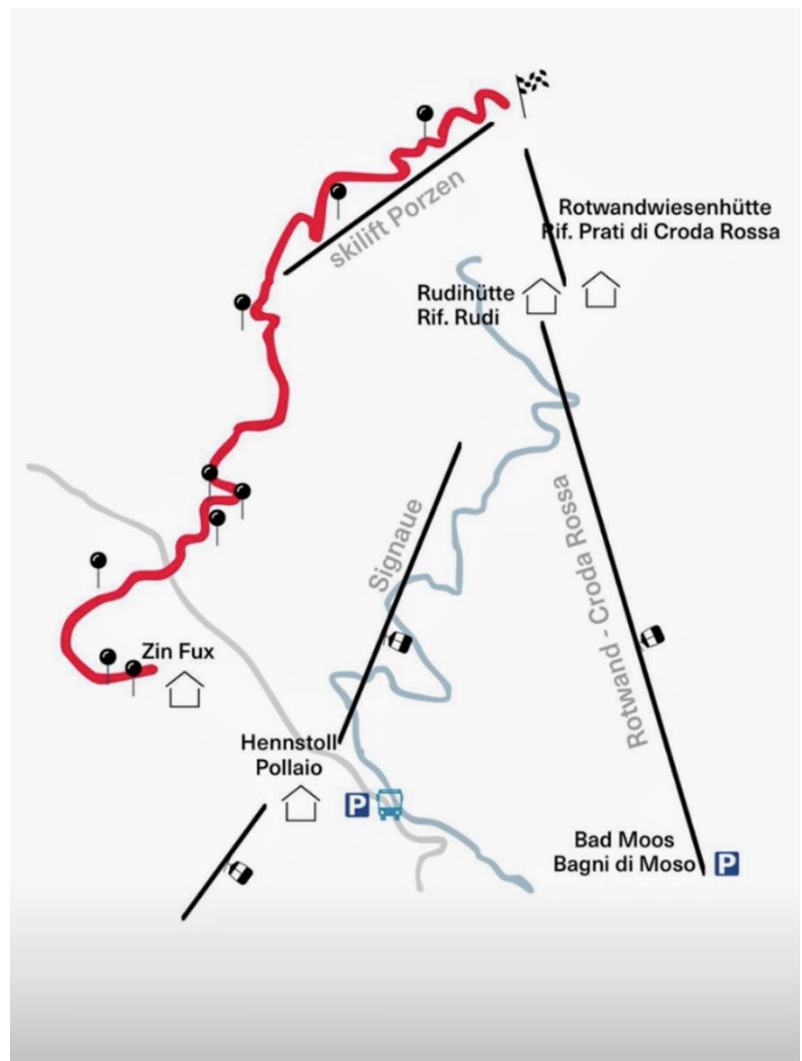 skilift Porzen
Rotwandwiesenhütte
Rif. Prati di Croda Rossa
Rudihütte
Rif. Rudi
Signaue
Rotwand - Croda Rossa
Zin Fux
Hennstoll
Pollaio
P
Bad Moos
Bagni di Moso
P